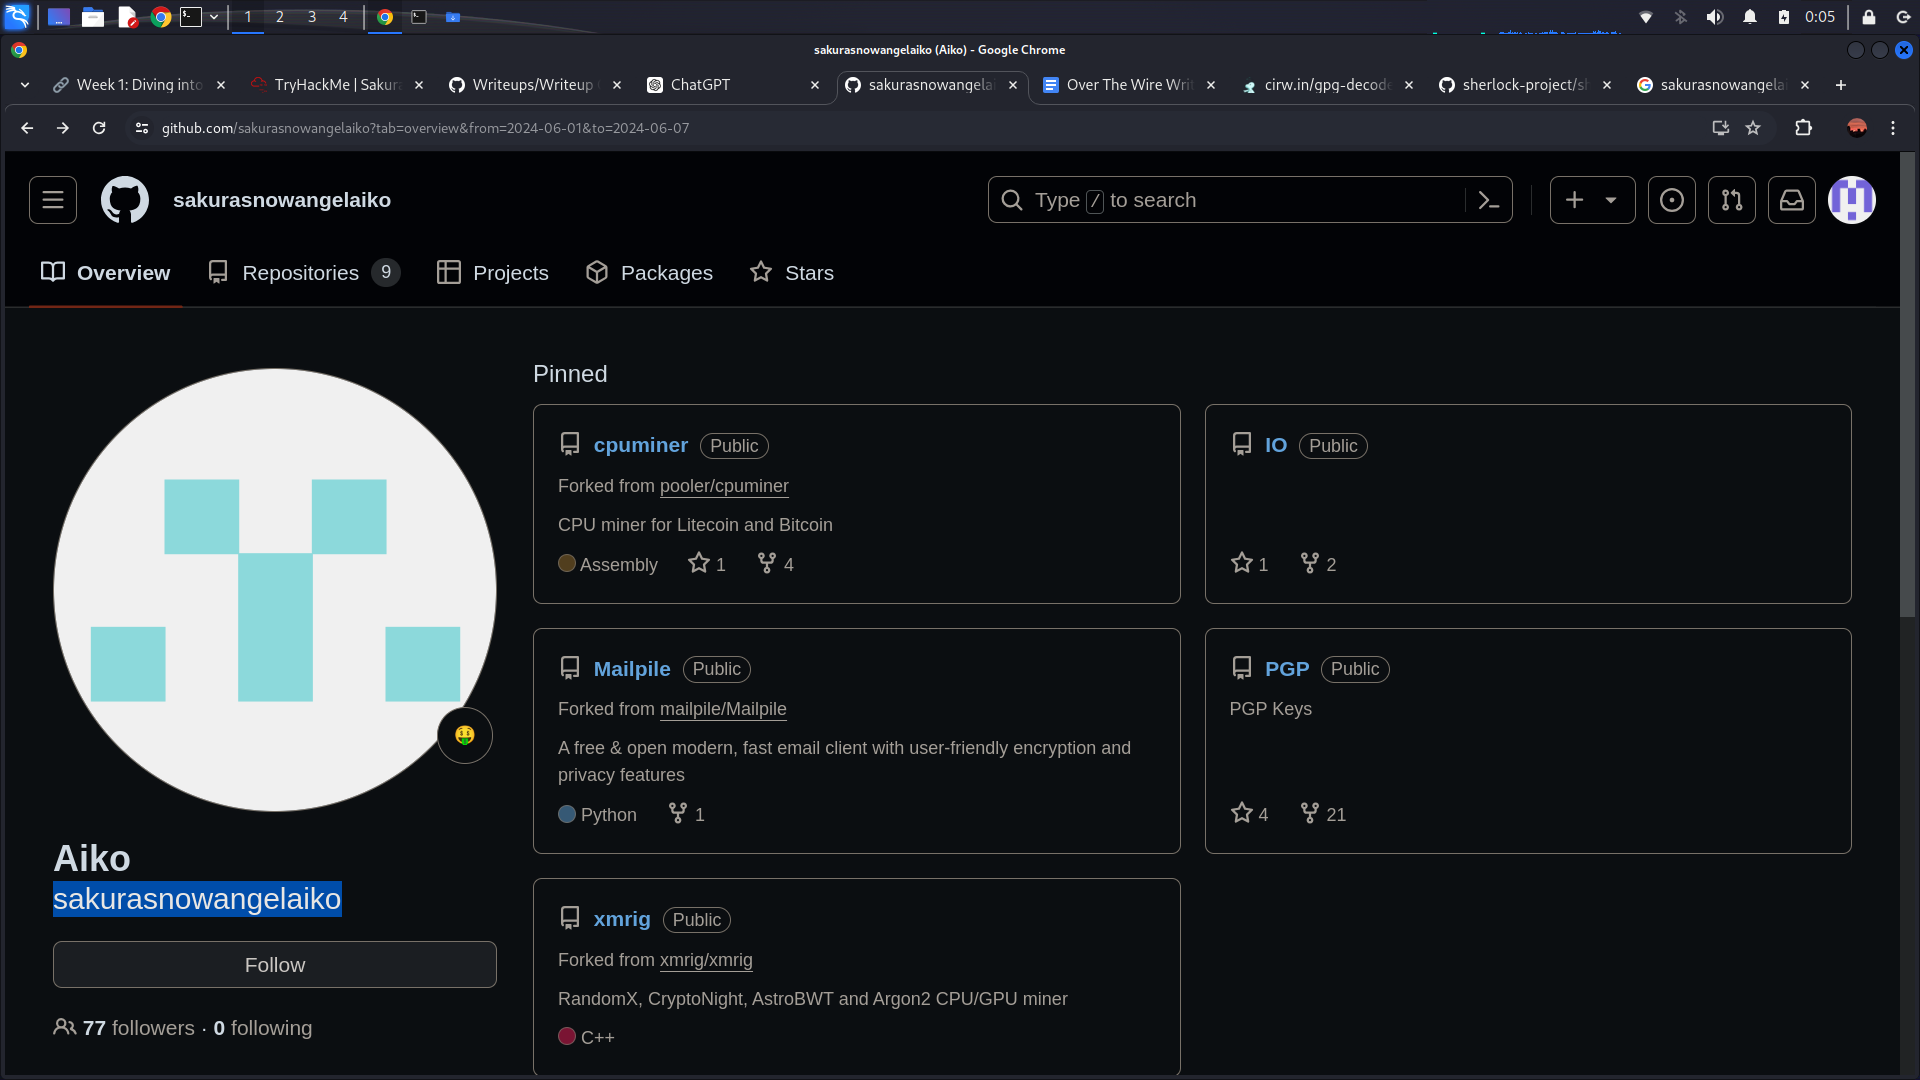 1 2 3 4
0:05
sakurasnowangelaiko (Aiko) - Google Chrome
Week 1: Diving into
TryHackMe | Sakura
Writeups/Writeup
ChatGPT
sakurasnowangelai
Over The Wire Wri
cirw.in/gpg-decode
sherlock-project/sh
sakurasnowangelai
github.com/sakurasnowangelaiko?tab=overview&from=2024-06-01&to=2024-06-07
sakurasnowangelaiko
Type / to search
Overview
Repositories 9
Projects
Packages
Stars
Pinned
cpuminer Public
Forked from pooler/cpuminer
CPU miner for Litecoin and Bitcoin
Assembly 1 4
IO Public
1 2
Mailpile Public
Forked from mailpile/Mailpile
A free & open modern, fast email client with user-friendly encryption and
privacy features
Python 1
PGP Public
PGP Keys
4 21
xmrig Public
Forked from xmrig/xmrig
RandomX, CryptoNight, AstroBWT and Argon2 CPU/GPU miner
C++
Aiko
sakurasnowangelaiko
Follow
77 followers · 0 following